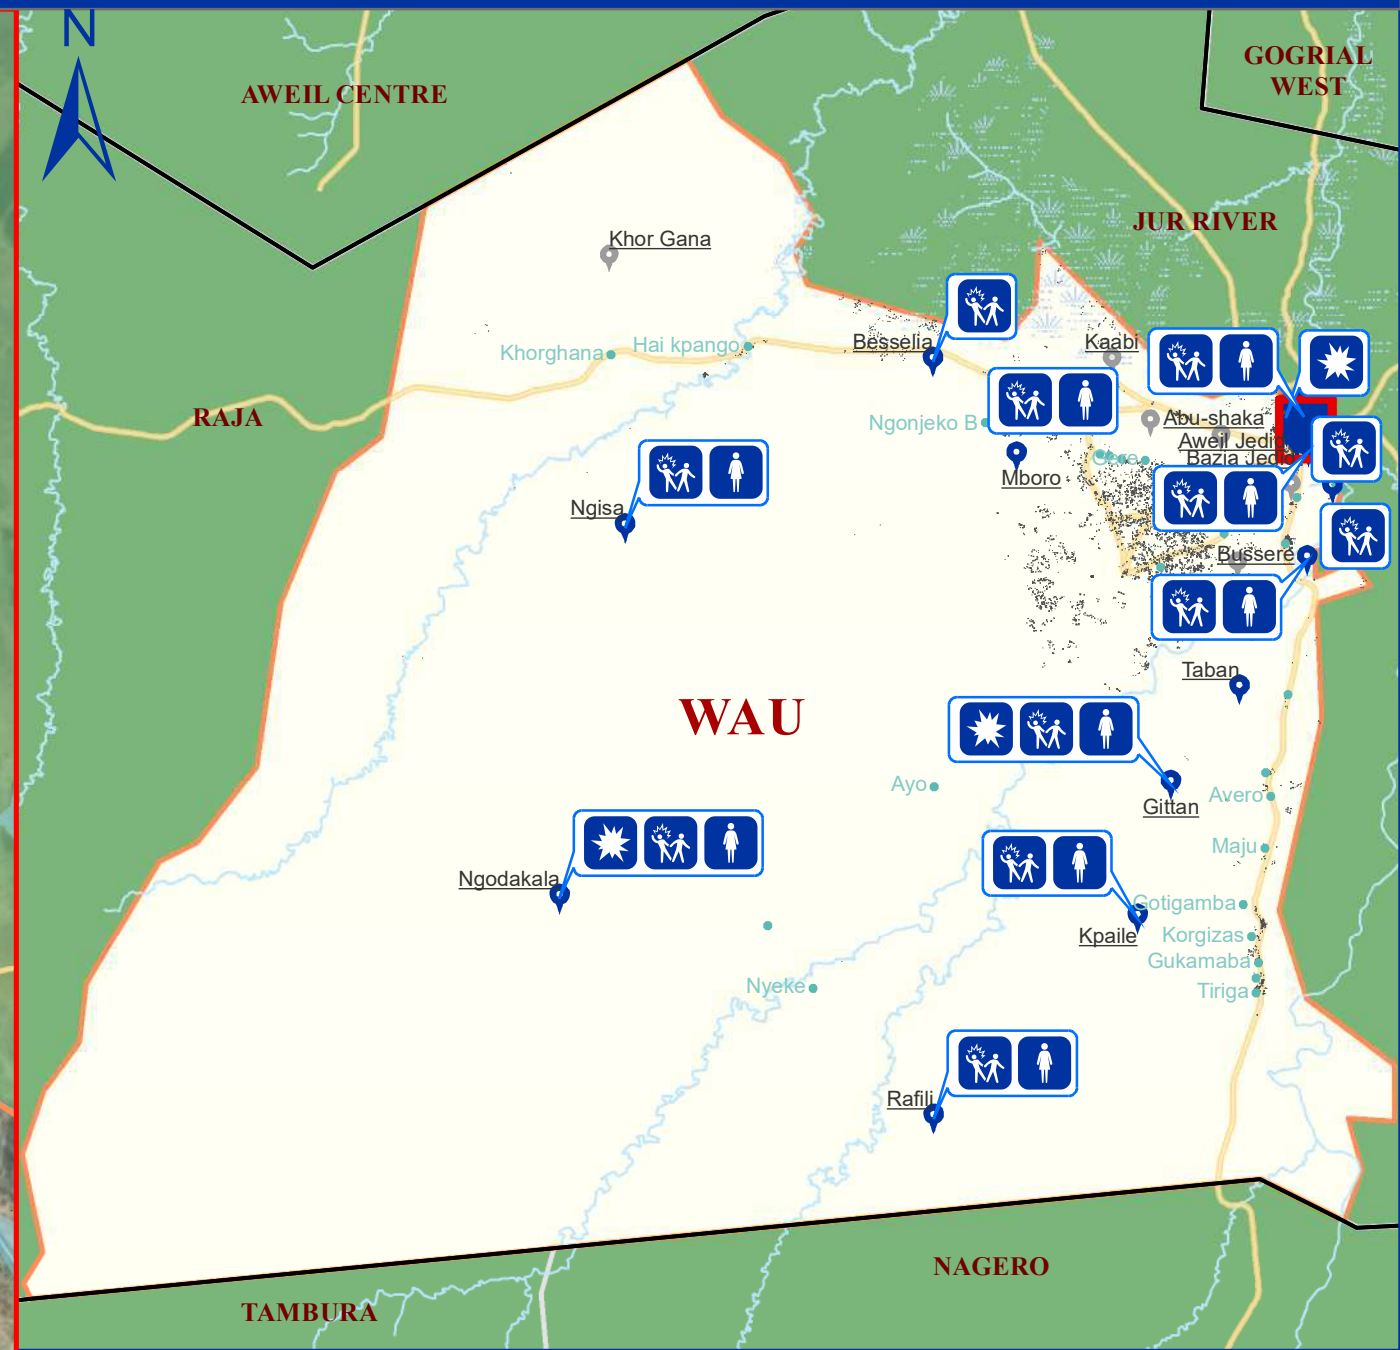 N
AWEIL CENTRE
GOGRIAL
WEST
JUR RIVER
Khor Gana
Besselia
Kaabi
Khorghana
Hai kpango
RAJA
Ngonjeko B
Abu-shaka
Aweil Jedid
Bazia Jedid
Gere
Mboro
Ngisa
Bussere
Taban
WAU
Ayo
Avero
Gittan
Maju
Ngodakala
Gotigamba
Kpaile
Korgizas
Gukamaba
Nyeke
Tiriga
Rafili
NAGERO
TAMBURA